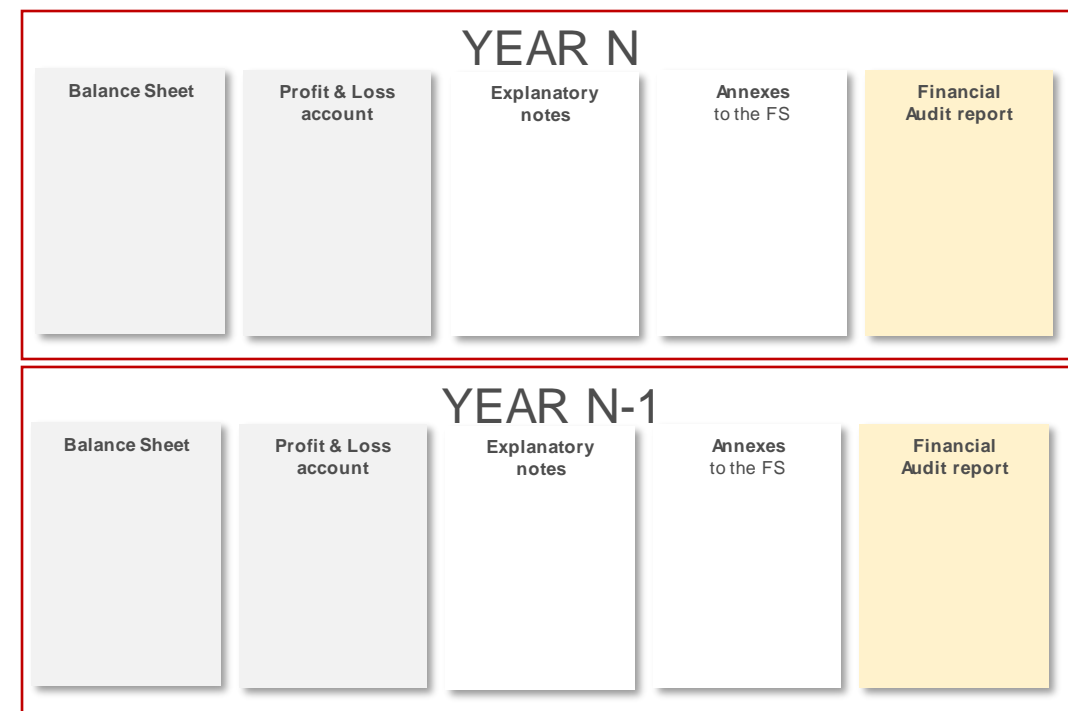 YEAR N
Balance Sheet
Profit & Loss
account
Explanatory
notes
Annexes
to the FS
Financial
Audit report
YEAR N-1
Balance Sheet
Profit & Loss
account
Explanatory
notes
Annexes
to the FS
Financial
Audit report